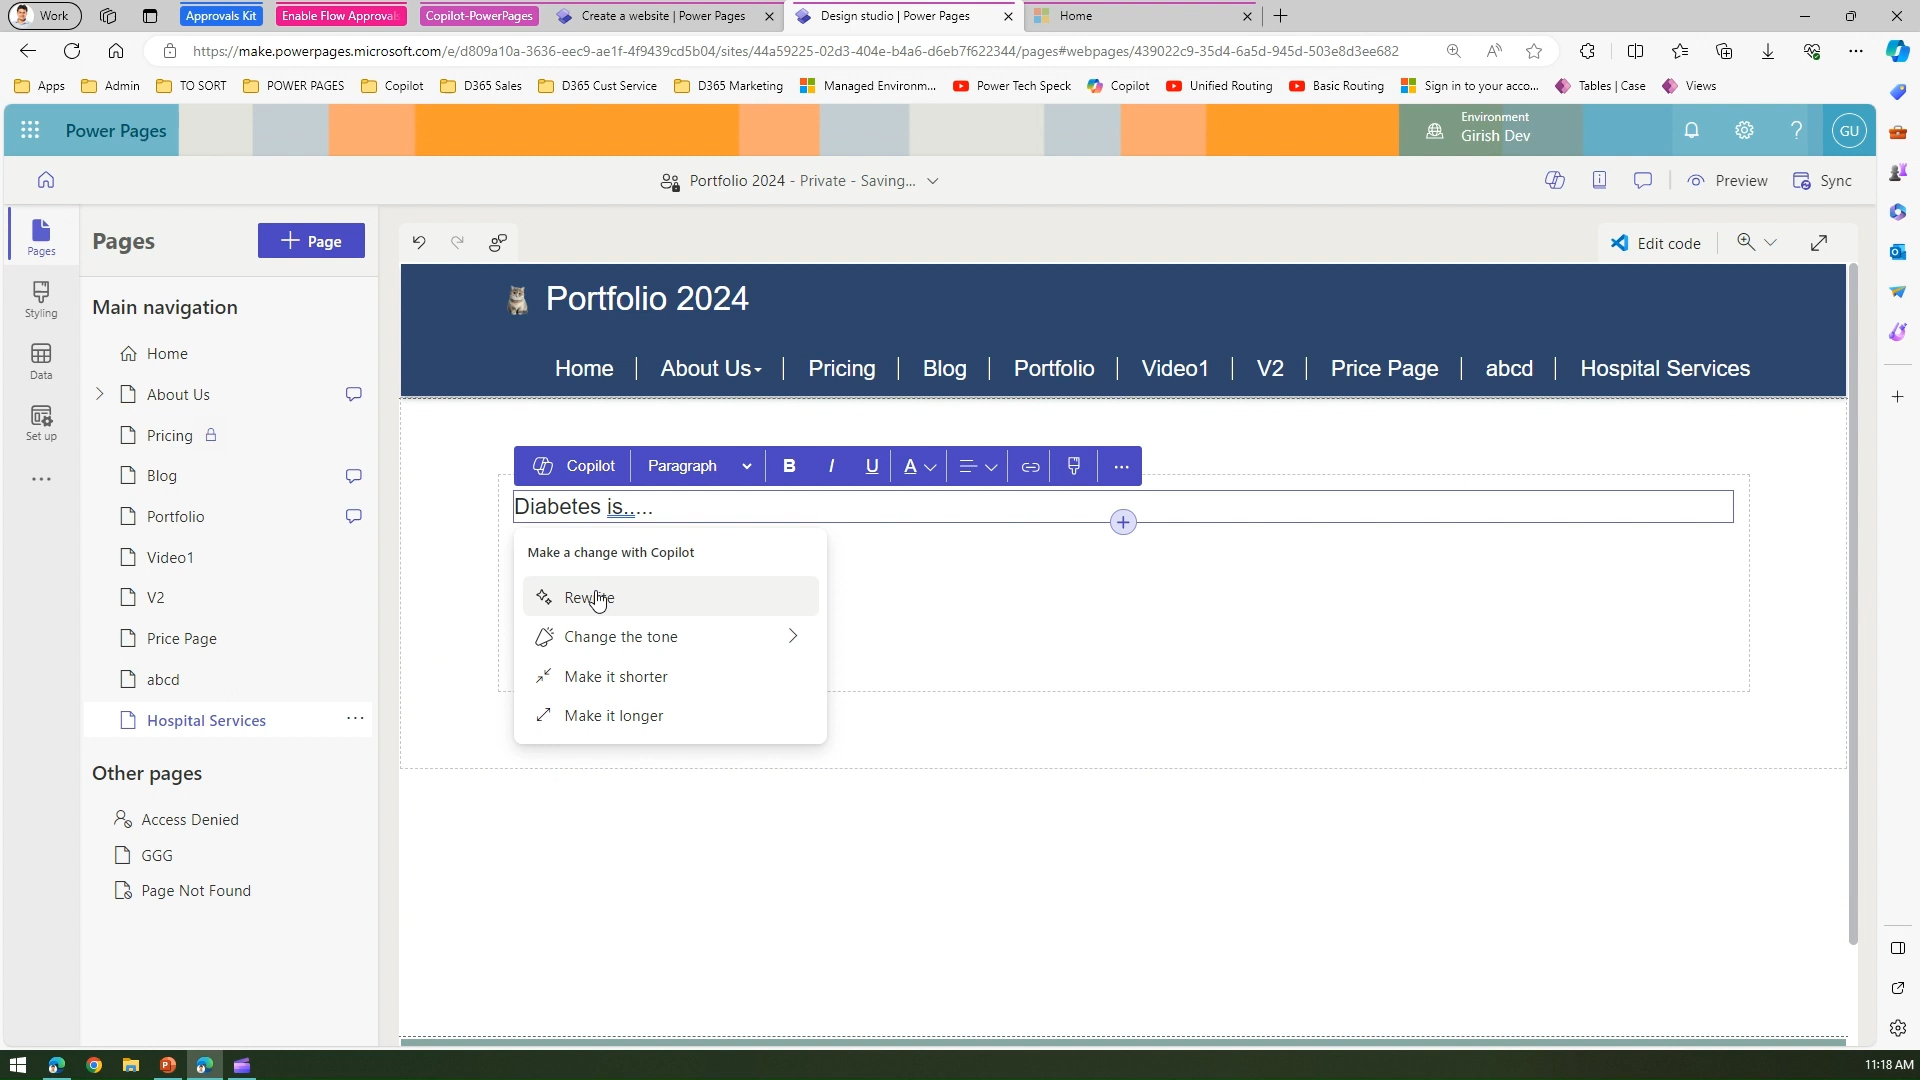 Work
Approvals Kit
Enable Flow Approvals
Copilot-PowerPages
Create a website | Power Pages
Design studio | Power Pages
Home
https://make.powerpages.microsoft.com/e/d809a10a-3636-eec9-ae1f-4f9439cd5b04/sites/44a59225-02d3-404e-b4a6-d6eb7f622344/pages#webpages/439022c9-35d4-6a5d-945d-503e8d3ee682
Apps
Admin
TO SORT
POWER PAGES
Copilot
D365 Sales
D365 Cust Service
D365 Marketing
Managed Environm...
Power Tech Speck
Copilot
Unified Routing
Basic Routing
Sign in to your acco...
Tables | Case
Views
Power Pages
Environment
Girish Dev
GU
Portfolio 2024 - Private - Saving...
Preview
Sync
Pages
Styling
Data
Set up
Pages
Page
Main navigation
Home
About Us
Pricing
Blog
Portfolio
Video1
V2
Price Page
abcd
Hospital Services
Other pages
Access Denied
GGG
Page Not Found
Edit code
Portfolio 2024
Home
About Us
Pricing
Blog
Portfolio
Video1
V2
Price Page
abcd
Hospital Services
Copilot
Paragraph
B
I
U
A
Diabetes is.....
Make a change with Copilot
Rewrite
Change the tone
Make it shorter
Make it longer
11:18 AM